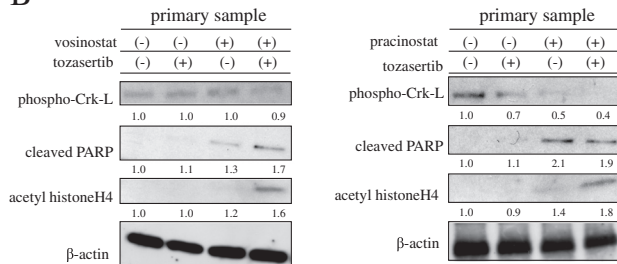 primary sample
vosinostat (-) (-) (+) (+)
tozasertib (-) (+) (-) (+)
phospho-Crk-L
1.0 1.0 1.0 0.9
cleaved PARP
1.0 1.1 1.3 1.7
acetyl histoneH4
1.0 1.0 1.2 1.6
β-actin
primary sample
pracinostat (-) (-) (+) (+)
tozasertib (-) (+) (-) (+)
phospho-Crk-L
1.0 0.7 0.5 0.4
cleaved PARP
1.0 1.1 2.1 1.9
acetyl histoneH4
1.0 0.9 1.4 1.8
β-actin